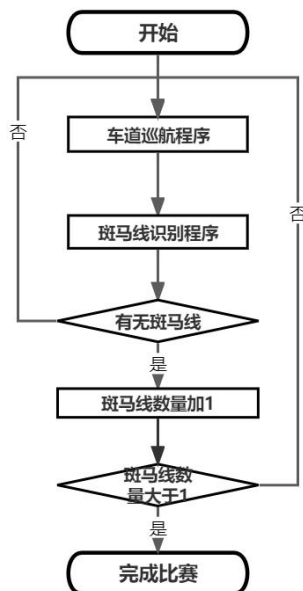 开始
否
车道巡航程序
斑马线识别程序
否
有无斑马线
是
斑马线数量加1
斑马线数
量大于1
是
完成比赛